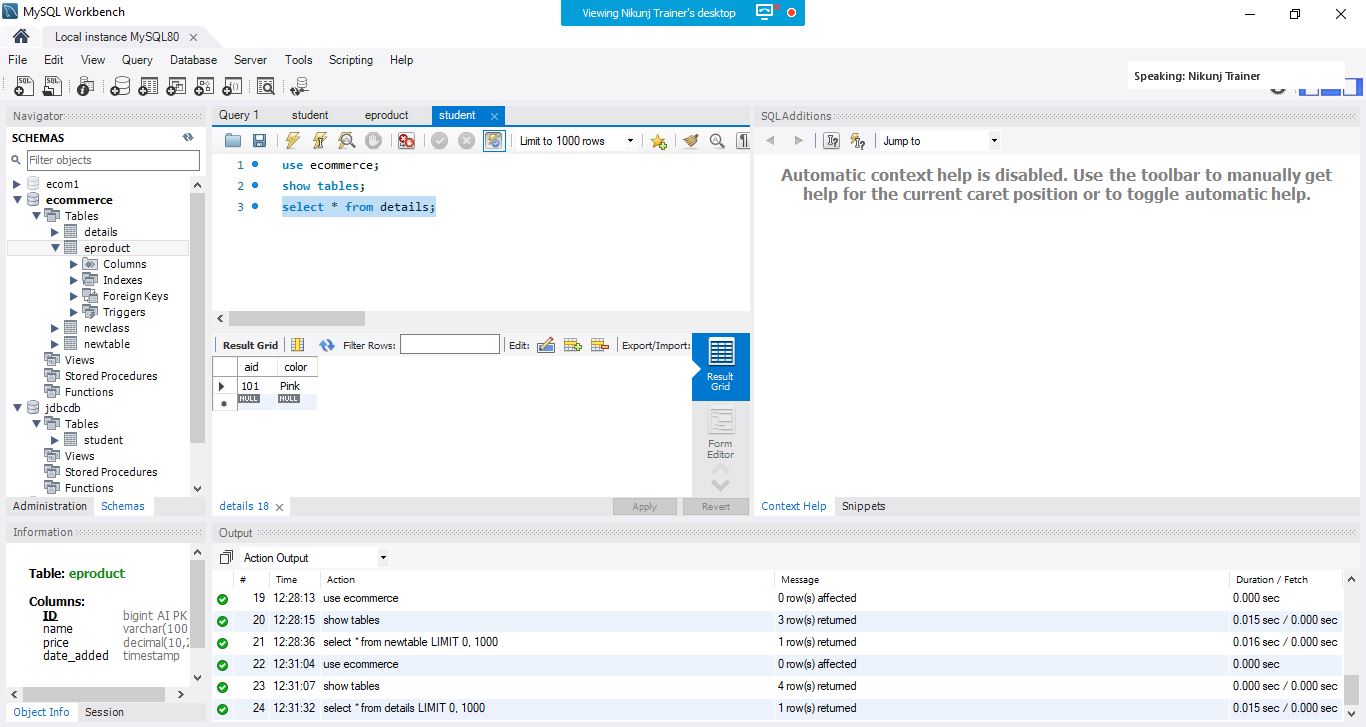 MySQL Workbench
Viewing Nikunj Trainer's desktop
Local instance MySQL80
File Edit View Query Database Server Tools Scripting Help
Speaking: Nikunj Trainer
Navigator
SCHEMAS
Filter objects
ecom1
ecommerce
Tables
details
eproduct
Columns
Indexes
Foreign Keys
Triggers
newclass
newtable
Views
Stored Procedures
Functions
jdbcdb
Tables
student
Views
Stored Procedures
Functions
Administration Schemas
Query 1 student eproduct student
Limit to 1000 rows
1 use ecommerce;
2 show tables;
3 select * from details;
Result Grid Filter Rows: Edit: Export/Import:
aid color
101 Pink
NULL NULL
Result
Grid
Form
Editor
details 18 Apply Revert
SQLAdditions
Jump to
Automatic context help is disabled. Use the toolbar to manually get
help for the current caret position or to toggle automatic help.
Context Help Snippets
Information
Table: eproduct
Columns:
ID bigint AI PK
name varchar(100
price decimal(10,2
date_added timestamp
Object Info Session
Output
Action Output
# Time Action Message Duration / Fetch
19 12:28:13 use ecommerce 0 row(s) affected 0.000 sec
20 12:28:15 show tables 3 row(s) returned 0.015 sec / 0.000 sec
21 12:28:36 select * from newtable LIMIT 0, 1000 1 row(s) returned 0.016 sec / 0.000 sec
22 12:31:04 use ecommerce 0 row(s) affected 0.000 sec
23 12:31:07 show tables 4 row(s) returned 0.000 sec / 0.000 sec
24 12:31:32 select * from details LIMIT 0, 1000 1 row(s) returned 0.015 sec / 0.000 sec